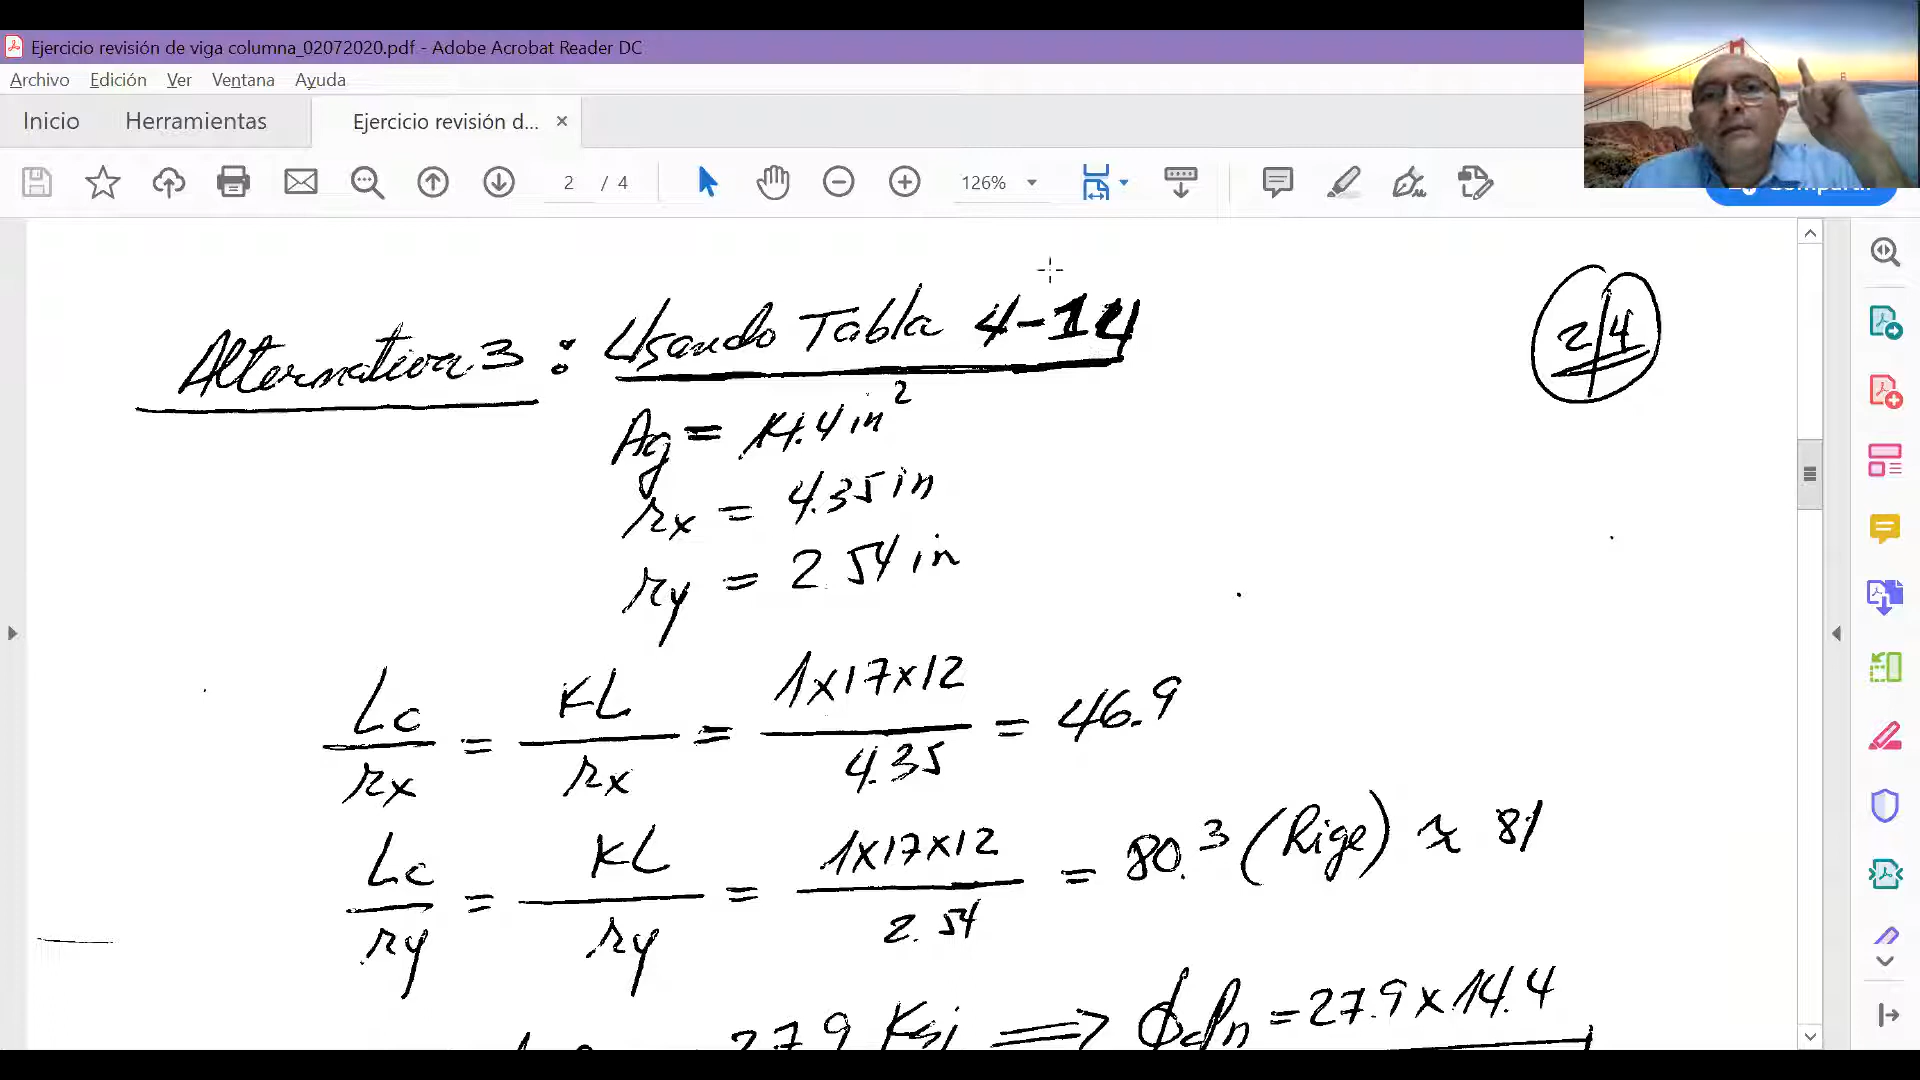 Ejercicio revisión de viga columna_02072020.pdf - Adobe Acrobat Reader DC
Archivo Edición Ver Ventana Ayuda
Inicio Herramientas Ejercicio revisión d... ×
2 / 4 126%
Alternativa 3 : Usando Tabla 4-14
2/4
Ag = 14.4 in²
rx = 4.35 in
ry = 2.54 in
Lc/rx = KL/rx = 1x17x12/4.35 = 46.9
Lc/ry = KL/ry = 1x17x12/2.54 = 80.3 (Rige) ≈ 81
27.9 Ksi ⟹ ϕcPn = 27.9 x 14.4